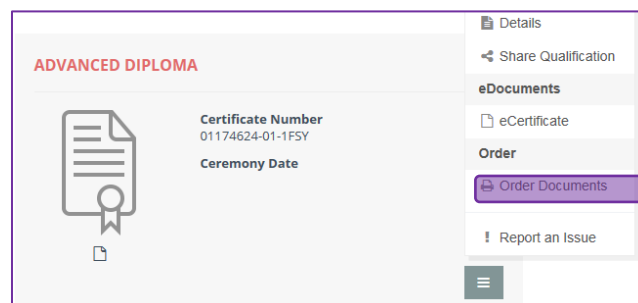 ADVANCED DIPLOMA
Certificate Number
01174624-01-1FSY
Ceremony Date
Details
Share Qualification
eDocuments
eCertificate
Order
Order Documents
Report an Issue